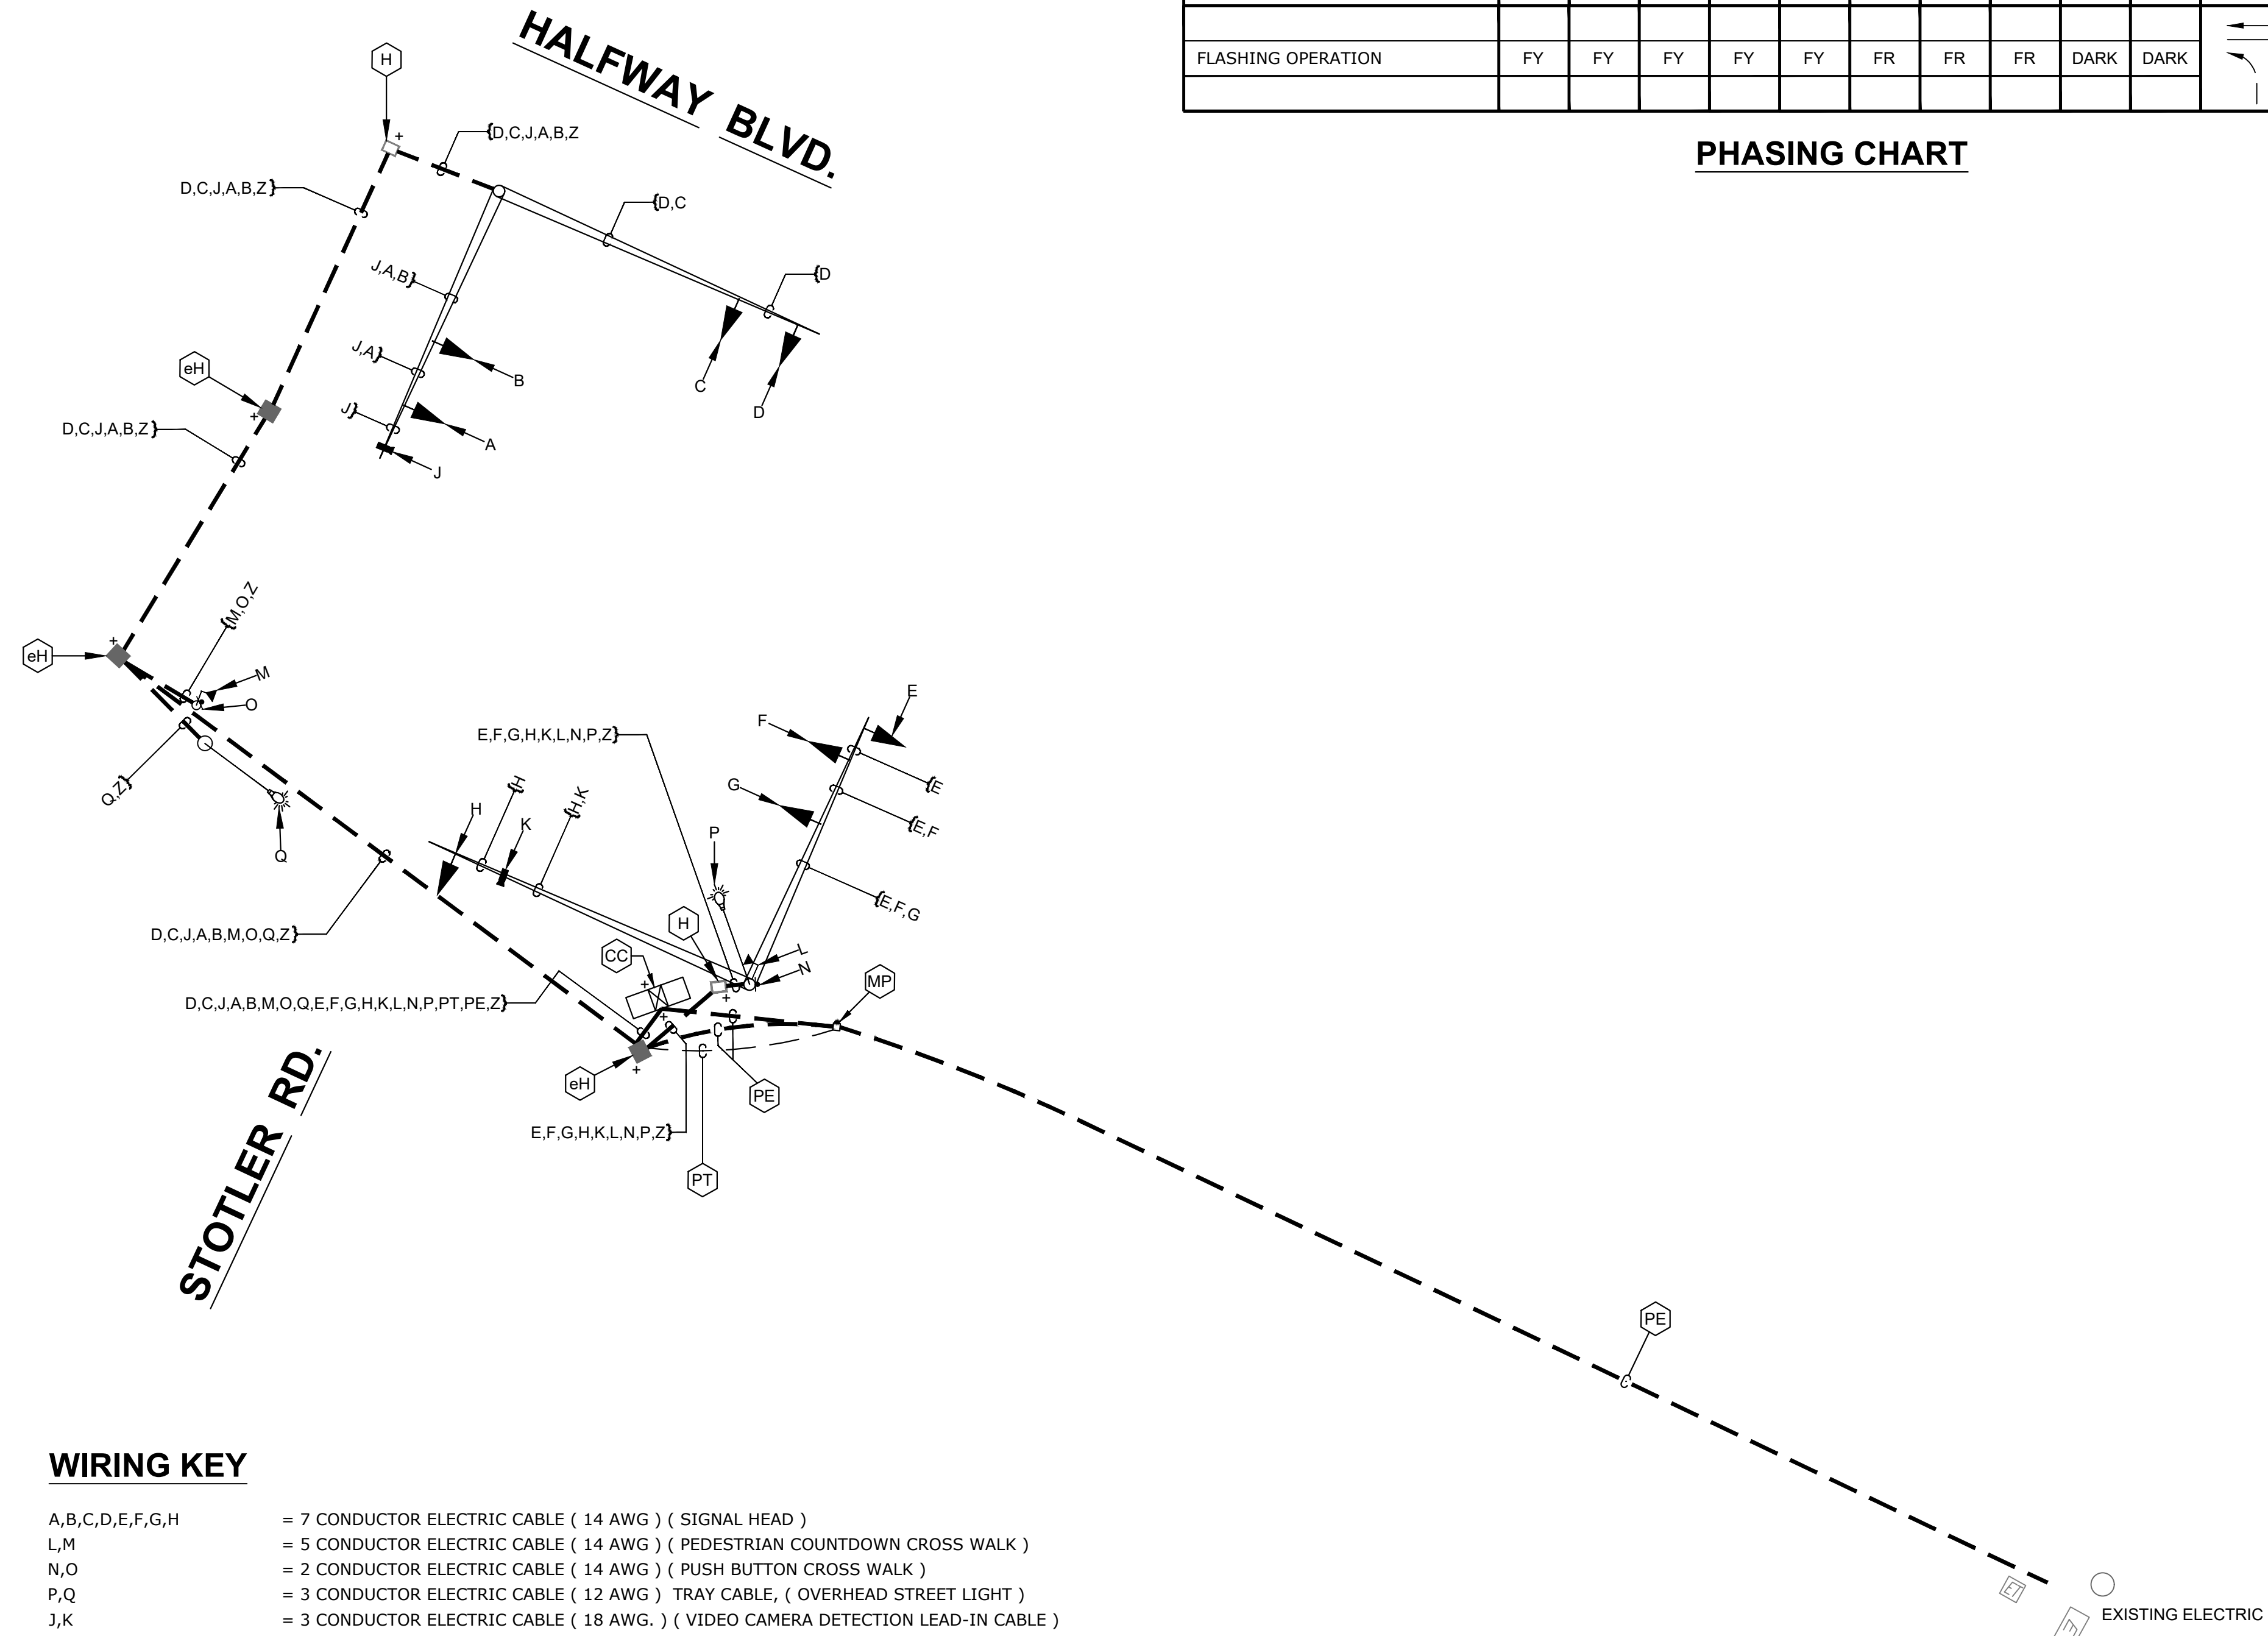 HALFWAY BLVD.
FLASHING OPERATION FY FY FY FY FY FR FR FR DARK DARK
PHASING CHART
H
{D,C,J,A,B,Z
D,C,J,A,B,Z}
{D,C
J,A,B}
{D
J,A}
eH
B
C
D
J}
D,C,J,A,B,Z}
A
J
{M,O,Z
eH
M
O
E
F
E,F,G,H,K,L,N,P,Z}
Q,Z}
{H
{H,K
G
{E
H
K
P
{E,F
Q
{E,F,G
D,C,J,A,B,M,O,Q,Z}
H
CC
L
N
MP
D,C,J,A,B,M,O,Q,E,F,G,H,K,L,N,P,PT,PE,Z}
STOTLER RD.
eH
PE
E,F,G,H,K,L,N,P,Z}
PT
PE
WIRING KEY
A,B,C,D,E,F,G,H = 7 CONDUCTOR ELECTRIC CABLE ( 14 AWG ) ( SIGNAL HEAD )
L,M = 5 CONDUCTOR ELECTRIC CABLE ( 14 AWG ) ( PEDESTRIAN COUNTDOWN CROSS WALK )
N,O = 2 CONDUCTOR ELECTRIC CABLE ( 14 AWG ) ( PUSH BUTTON CROSS WALK )
P,Q = 3 CONDUCTOR ELECTRIC CABLE ( 12 AWG ) TRAY CABLE, ( OVERHEAD STREET LIGHT )
J,K = 3 CONDUCTOR ELECTRIC CABLE ( 18 AWG. ) ( VIDEO CAMERA DETECTION LEAD-IN CABLE )
ET
EXISTING ELECTRIC